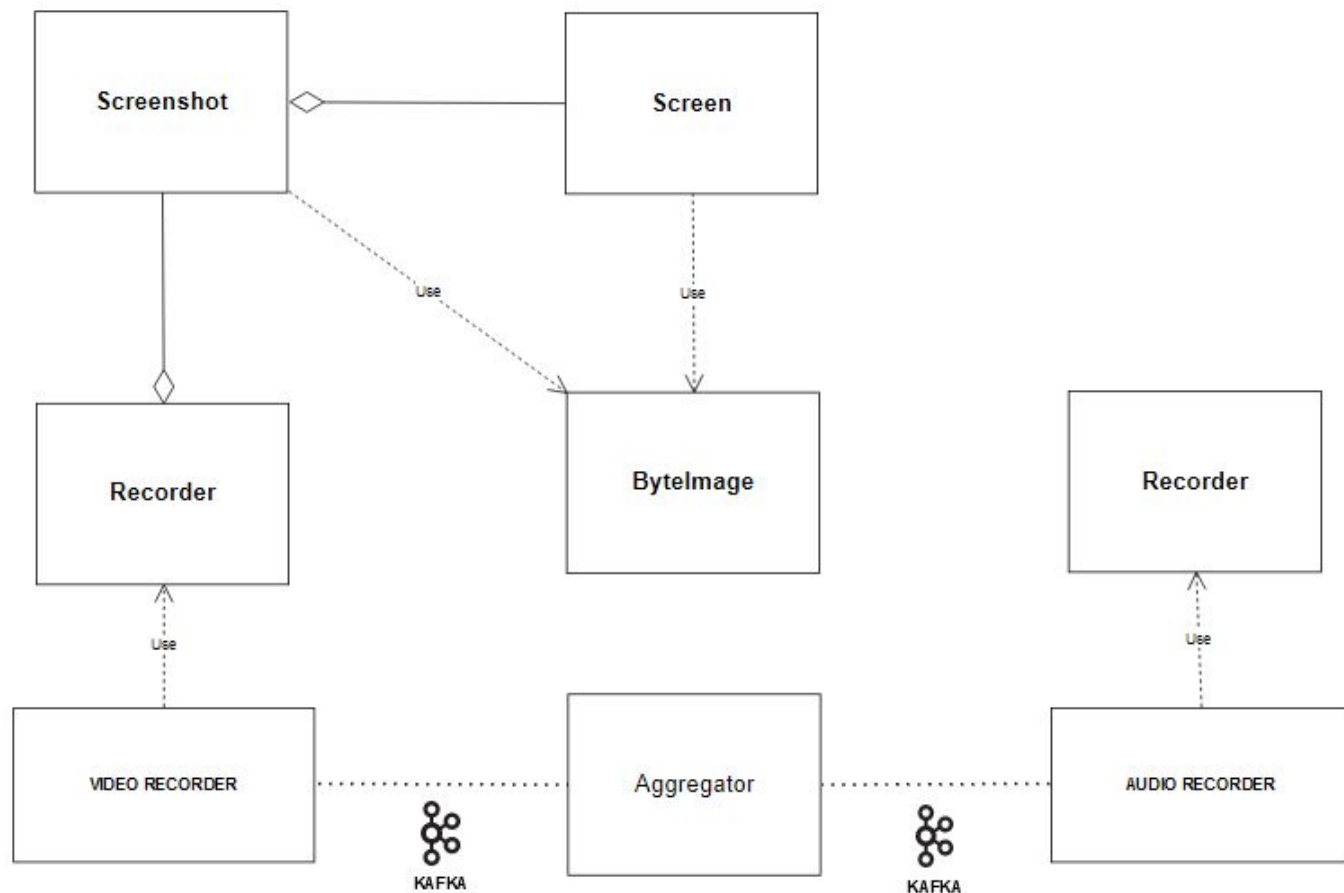 Screenshot
Screen
Use
Use
Recorder
ByteImage
Recorder
Use
Use
VIDEO RECORDER
Aggregator
AUDIO RECORDER
KAFKA
KAFKA